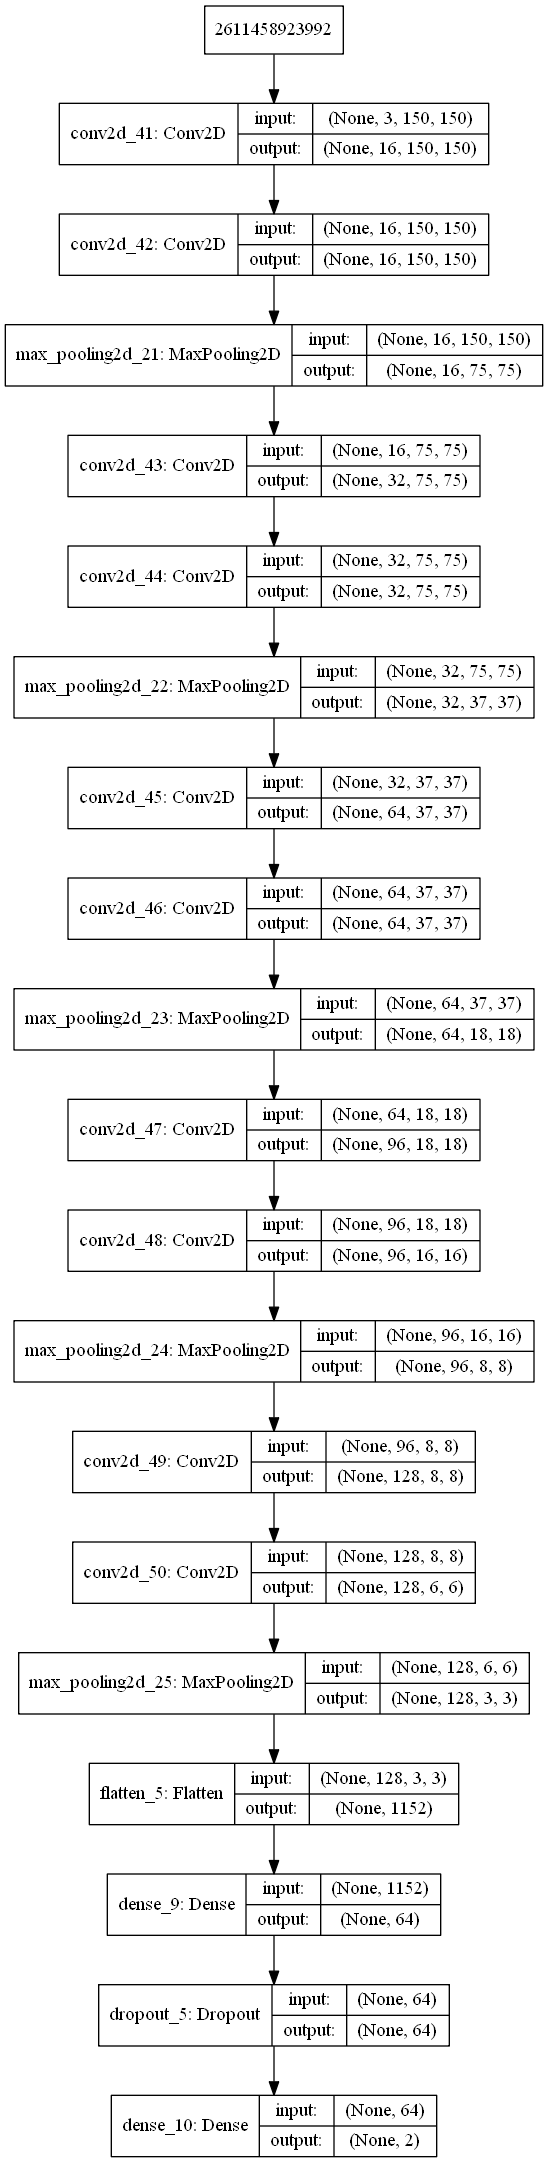 2611458923992
conv2d_41: Conv2D
input: (None, 3, 150, 150)
output: (None, 16, 150, 150)
conv2d_42: Conv2D
input: (None, 16, 150, 150)
output: (None, 16, 150, 150)
max_pooling2d_21: MaxPooling2D
input: (None, 16, 150, 150)
output: (None, 16, 75, 75)
conv2d_43: Conv2D
input: (None, 16, 75, 75)
output: (None, 32, 75, 75)
conv2d_44: Conv2D
input: (None, 32, 75, 75)
output: (None, 32, 75, 75)
max_pooling2d_22: MaxPooling2D
input: (None, 32, 75, 75)
output: (None, 32, 37, 37)
conv2d_45: Conv2D
input: (None, 32, 37, 37)
output: (None, 64, 37, 37)
conv2d_46: Conv2D
input: (None, 64, 37, 37)
output: (None, 64, 37, 37)
max_pooling2d_23: MaxPooling2D
input: (None, 64, 37, 37)
output: (None, 64, 18, 18)
conv2d_47: Conv2D
input: (None, 64, 18, 18)
output: (None, 96, 18, 18)
conv2d_48: Conv2D
input: (None, 96, 18, 18)
output: (None, 96, 16, 16)
max_pooling2d_24: MaxPooling2D
input: (None, 96, 16, 16)
output: (None, 96, 8, 8)
conv2d_49: Conv2D
input: (None, 96, 8, 8)
output: (None, 128, 8, 8)
conv2d_50: Conv2D
input: (None, 128, 8, 8)
output: (None, 128, 6, 6)
max_pooling2d_25: MaxPooling2D
input: (None, 128, 6, 6)
output: (None, 128, 3, 3)
flatten_5: Flatten
input: (None, 128, 3, 3)
output: (None, 1152)
dense_9: Dense
input: (None, 1152)
output: (None, 64)
dropout_5: Dropout
input: (None, 64)
output: (None, 64)
dense_10: Dense
input: (None, 64)
output: (None, 2)